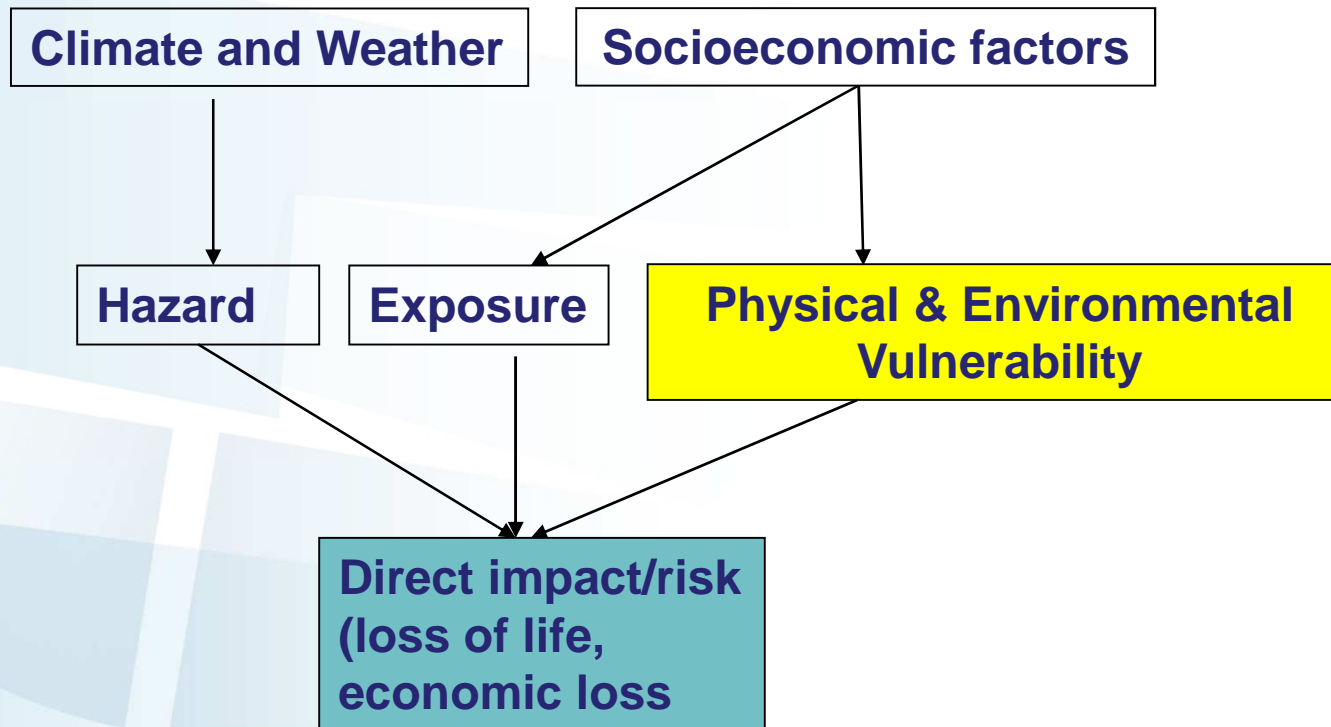 Climate and Weather
Socioeconomic factors
Hazard
Exposure
Physical & Environmental
Vulnerability
Direct impact/risk
(loss of life,
economic loss